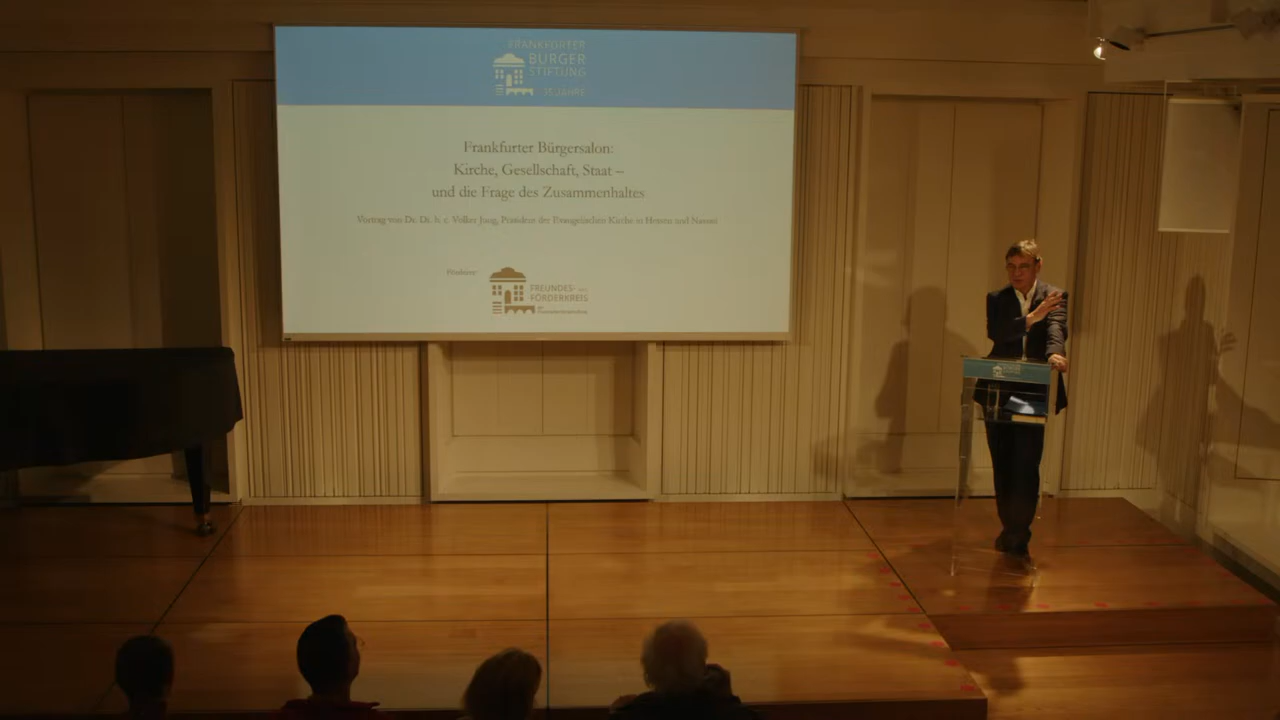 FRANKFURTER
BÜRGER
STIFTUNG
JAHRE
Frankfurter Bürgersalon:
Kirche, Gesellschaft, Staat –
und die Frage des Zusammenhaltes
Vortrag von Dr. Dr. h. c. Volker Jung, Präsident der Evangelischen Kirche in Hessen und Nassau
FREUNDES-
FÖRDERKREIS